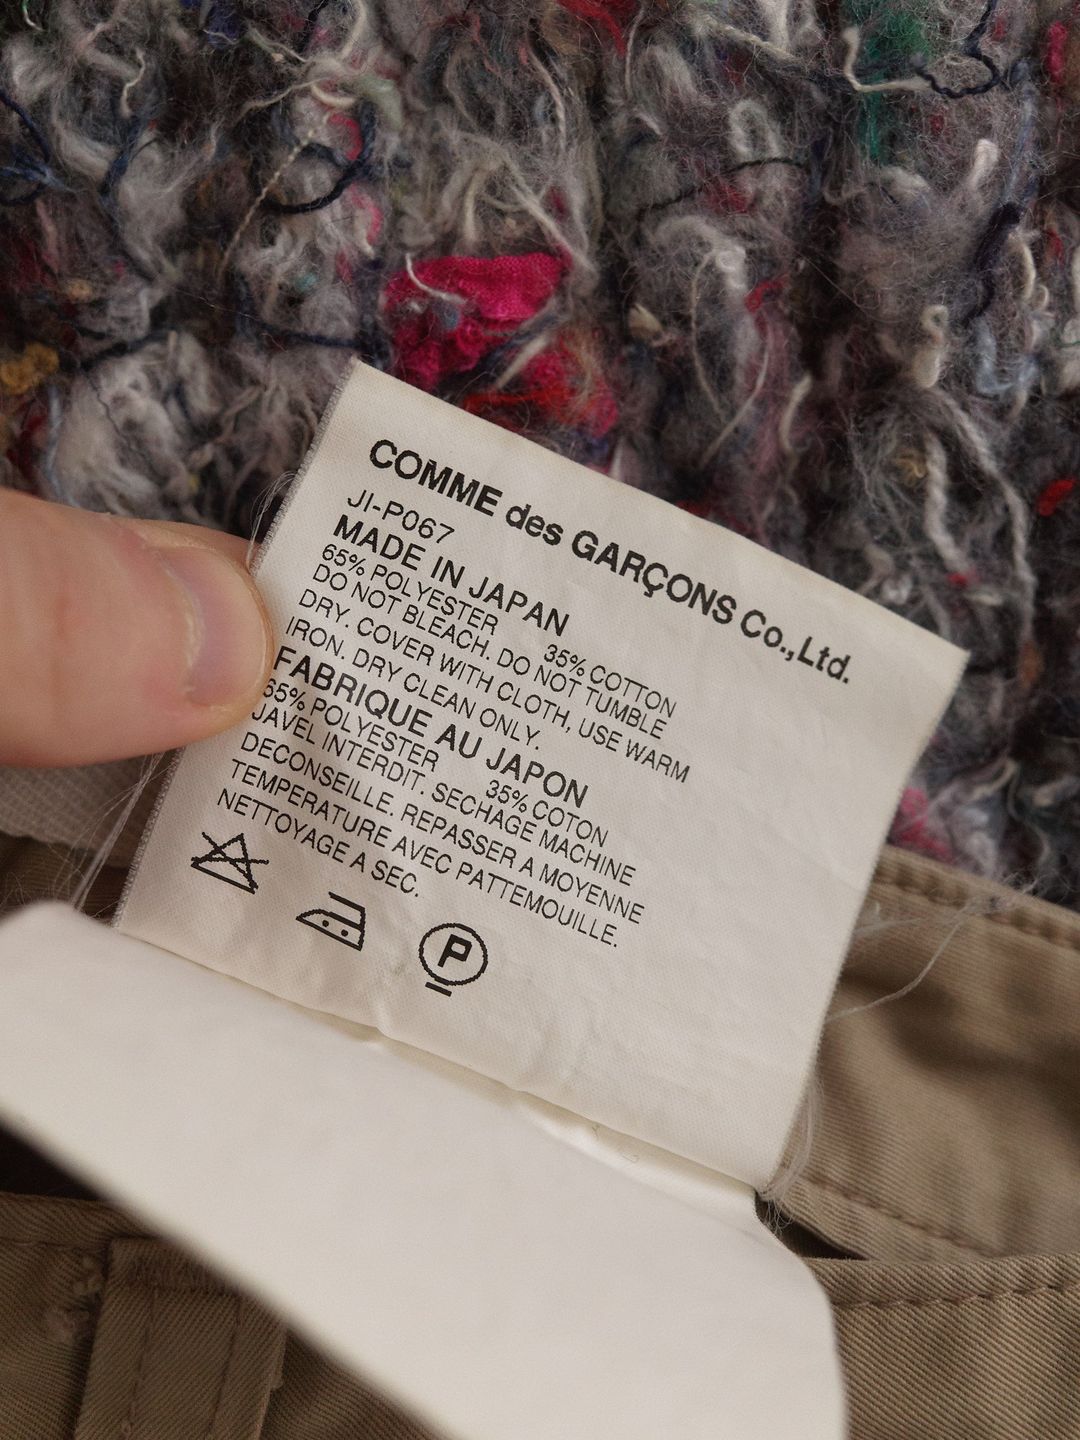 COMME des GARÇONS Co.,Ltd.
JI-P067
MADE IN JAPAN
65% POLYESTER 35% COTTON
DO NOT BLEACH. DO NOT TUMBLE
DRY. COVER WITH CLOTH, USE WARM
IRON. DRY CLEAN ONLY.
FABRIQUE AU JAPON
65% POLYESTER 35% COTON
JAVEL INTERDIT. SECHAGE MACHINE
DECONSEILLE. REPASSER A MOYENNE
TEMPERATURE AVEC PATTEMOUILLE.
NETTOYAGE A SEC.
P